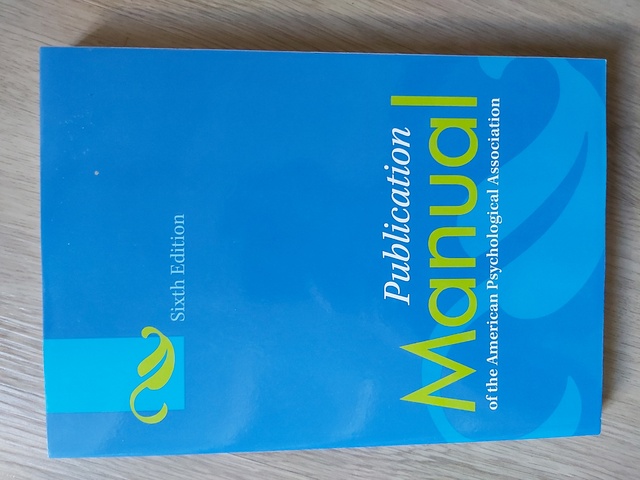 Sixth Edition
Publication
Manual
of the American Psychological Association